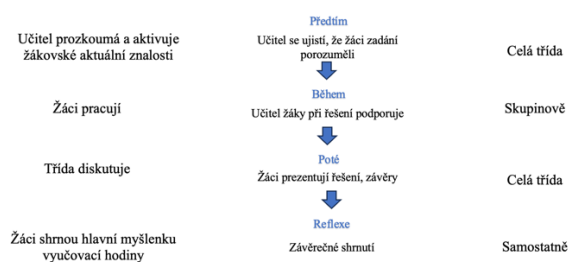 Předtím
Učitel prozkoumá a aktivuje
žákovské aktuální znalosti
Učitel se ujistí, že žáci zadání
porozuměli
Celá třída
Během
Žáci pracují
Učitel žáky při řešení podporuje
Skupinově
Poté
Třída diskutuje
Žáci prezentují řešení, závěry
Celá třída
Reflexe
Žáci shrnou hlavní myšlenku
vyučovací hodiny
Závěrečné shrnutí
Samostatně